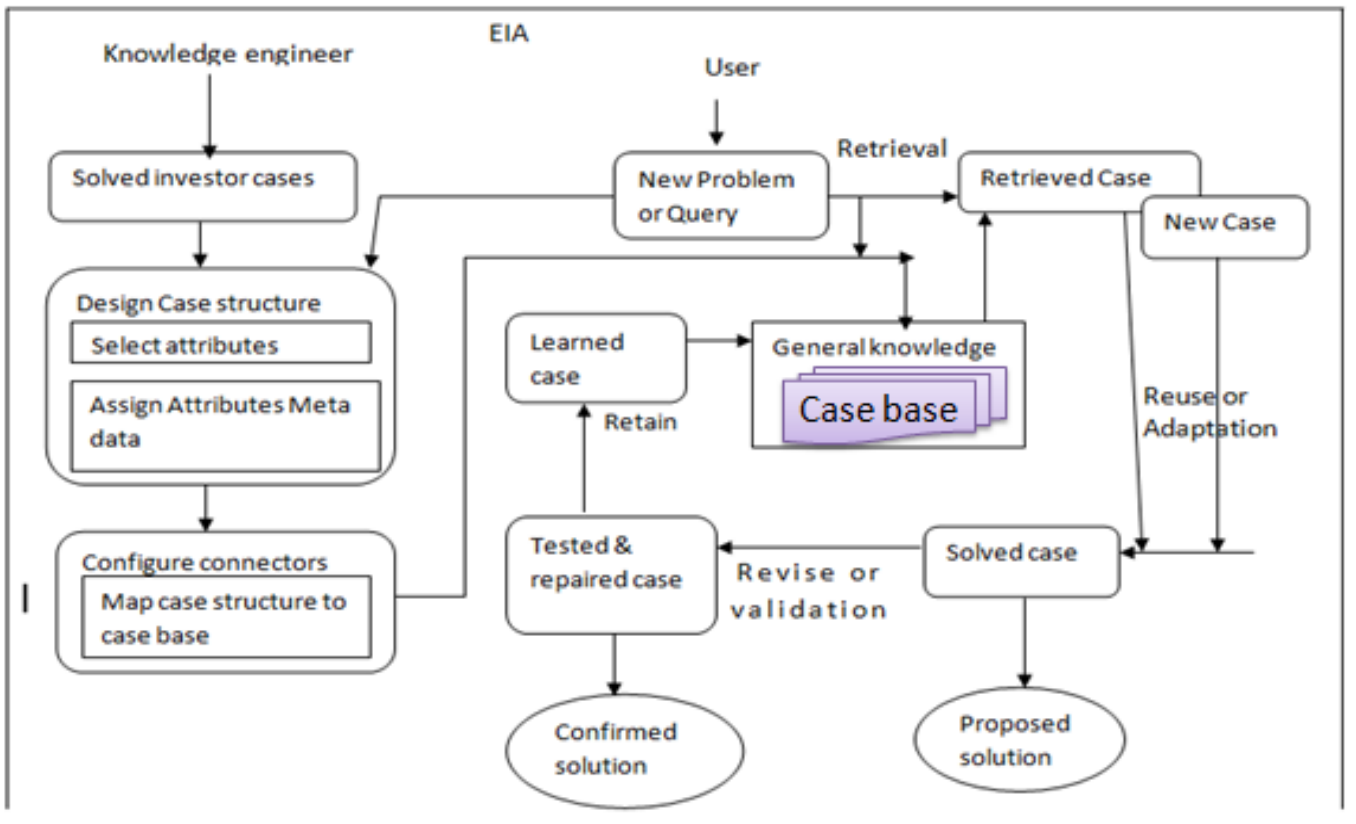 EIA
Knowledge engineer
User
Retrieval
Solved investor cases
New Problem
or Query
Retrieved Case
New Case
Design Case structure
Select attributes
Assign Attributes Meta
data
Learned
case
General knowledge
Case base
Retain
Reuse or
Adaptation
Configure connectors
Map case structure to
case base
Tested &
repaired case
Revise or
validation
Solved case
Confirmed
solution
Proposed
solution